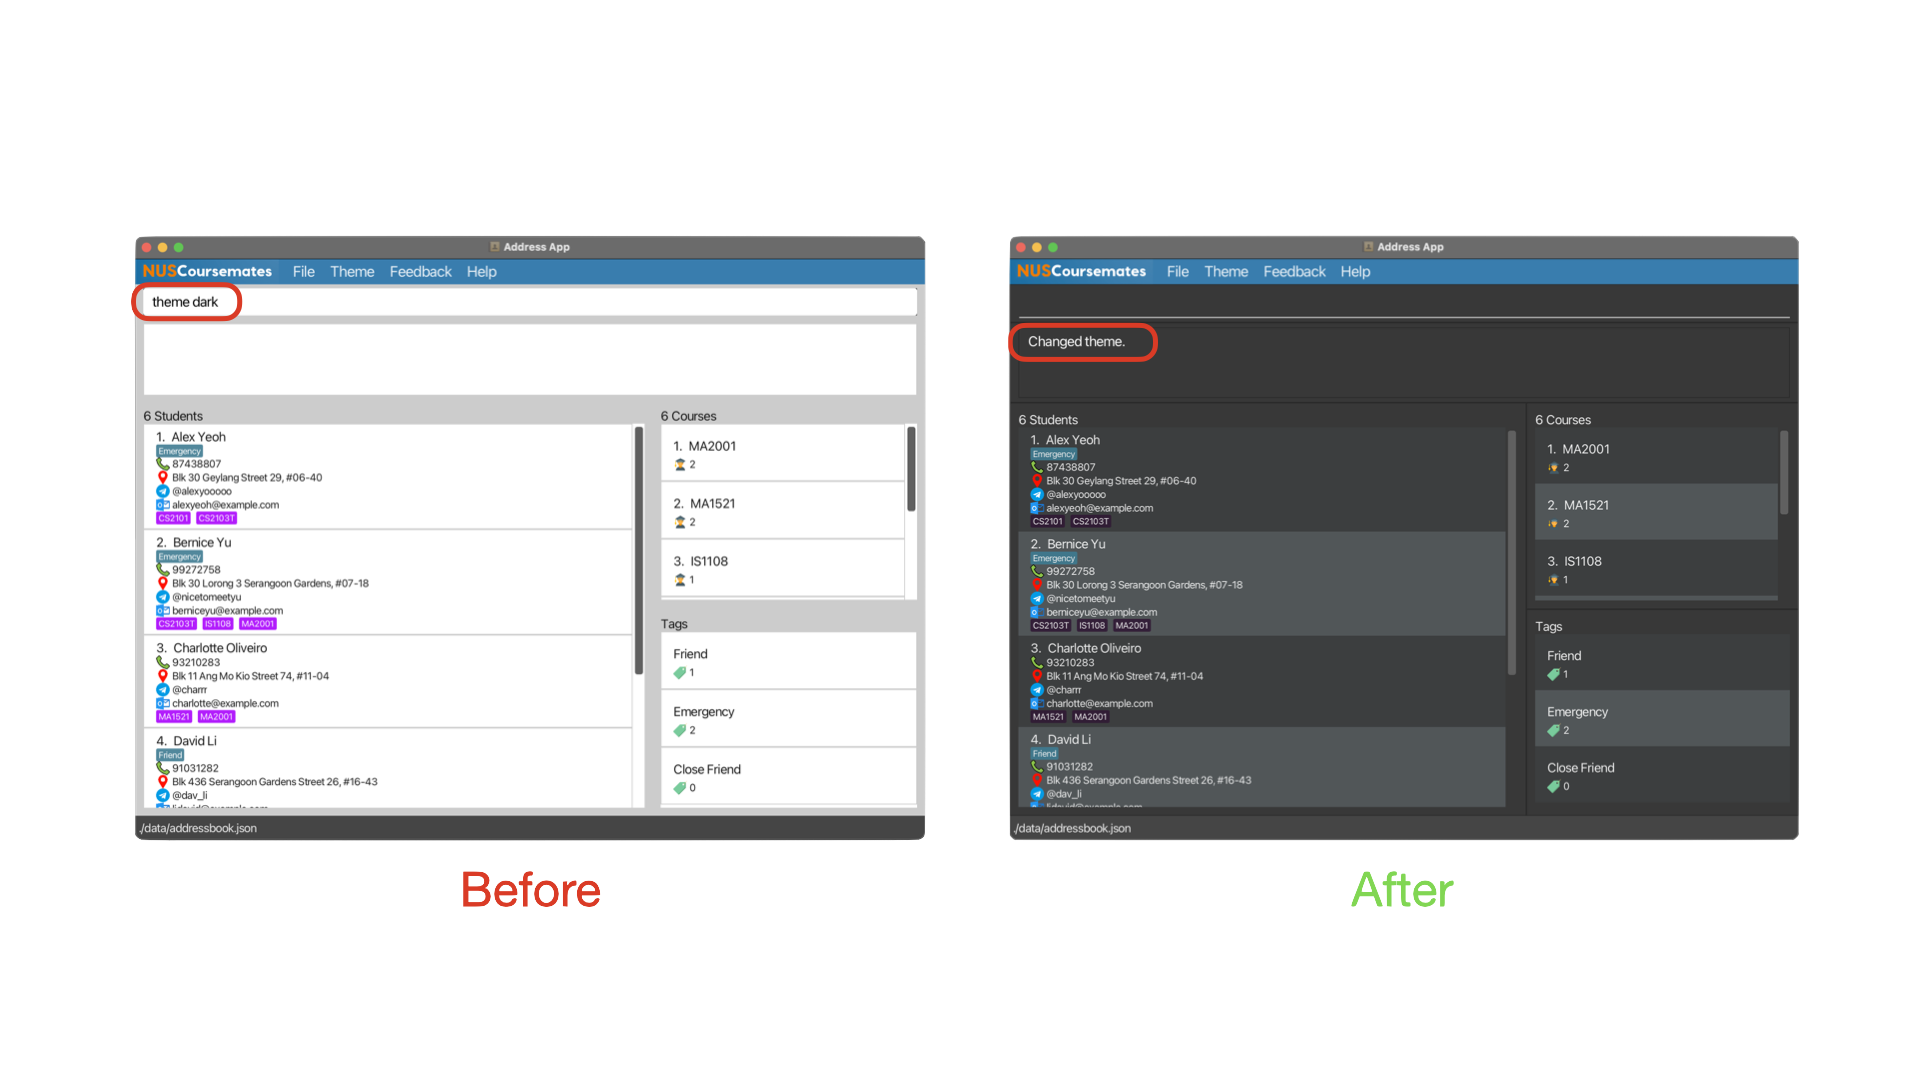 Address App
NUSCoursemates File Theme Feedback Help
theme dark
6 Students
1. Alex Yeoh
Emergency
87438807
Blk 30 Geylang Street 29, #06-40
@alexyooooo
alexyeoh@example.com
CS2101 CS2103T
2. Bernice Yu
Emergency
99272758
Blk 30 Lorong 3 Serangoon Gardens, #07-18
@nicetomeetyu
berniceyu@example.com
CS2103T IS1108 MA2001
3. Charlotte Oliveiro
93210283
Blk 11 Ang Mo Kio Street 74, #11-04
@charrr
charlotte@example.com
MA1521 MA2001
4. David Li
Friend
91031282
Blk 436 Serangoon Gardens Street 26, #16-43
@dav_li
6 Courses
1. MA2001
2
2. MA1521
2
3. IS1108
1
Tags
Friend
1
Emergency
2
Close Friend
0
/data/addressbook.json
Before
Address App
NUSCoursemates File Theme Feedback Help
Changed theme.
6 Students
1. Alex Yeoh
Emergency
87438807
Blk 30 Geylang Street 29, #06-40
@alexyooooo
alexyeoh@example.com
CS2101 CS2103T
2. Bernice Yu
Emergency
99272758
Blk 30 Lorong 3 Serangoon Gardens, #07-18
@nicetomeetyu
berniceyu@example.com
CS2103T IS1108 MA2001
3. Charlotte Oliveiro
93210283
Blk 11 Ang Mo Kio Street 74, #11-04
@charrr
charlotte@example.com
MA1521 MA2001
4. David Li
Friend
91031282
Blk 436 Serangoon Gardens Street 26, #16-43
@dav_li
6 Courses
1. MA2001
2
2. MA1521
2
3. IS1108
1
Tags
Friend
1
Emergency
2
Close Friend
0
/data/addressbook.json
After